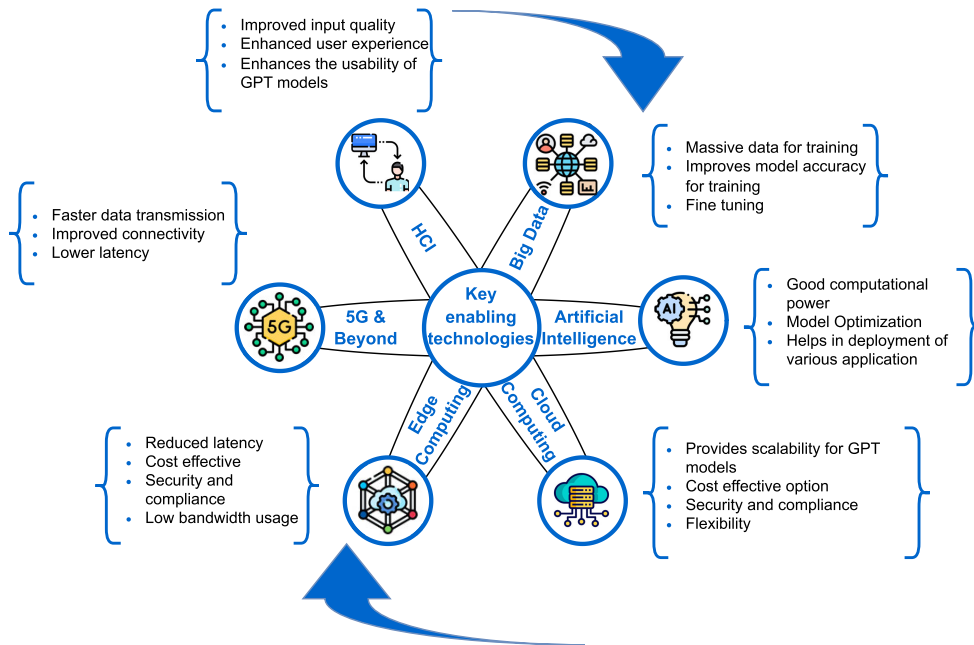 • Improved input quality
• Enhanced user experience
• Enhances the usability of
GPT models
• Massive data for training
• Improves model accuracy
for training
• Fine tuning
HCI
Big Data
• Faster data transmission
• Improved connectivity
• Lower latency
Key
enabling
technologies
5G
5G &
Beyond
Artificial
Intelligence
AI
• Good computational
power
• Model Optimization
• Helps in deployment of
various application
Edge
Computing
Cloud
Computing
• Reduced latency
• Cost effective
• Security and
compliance
• Low bandwidth usage
• Provides scalability for GPT
models
• Cost effective option
• Security and compliance
• Flexibility